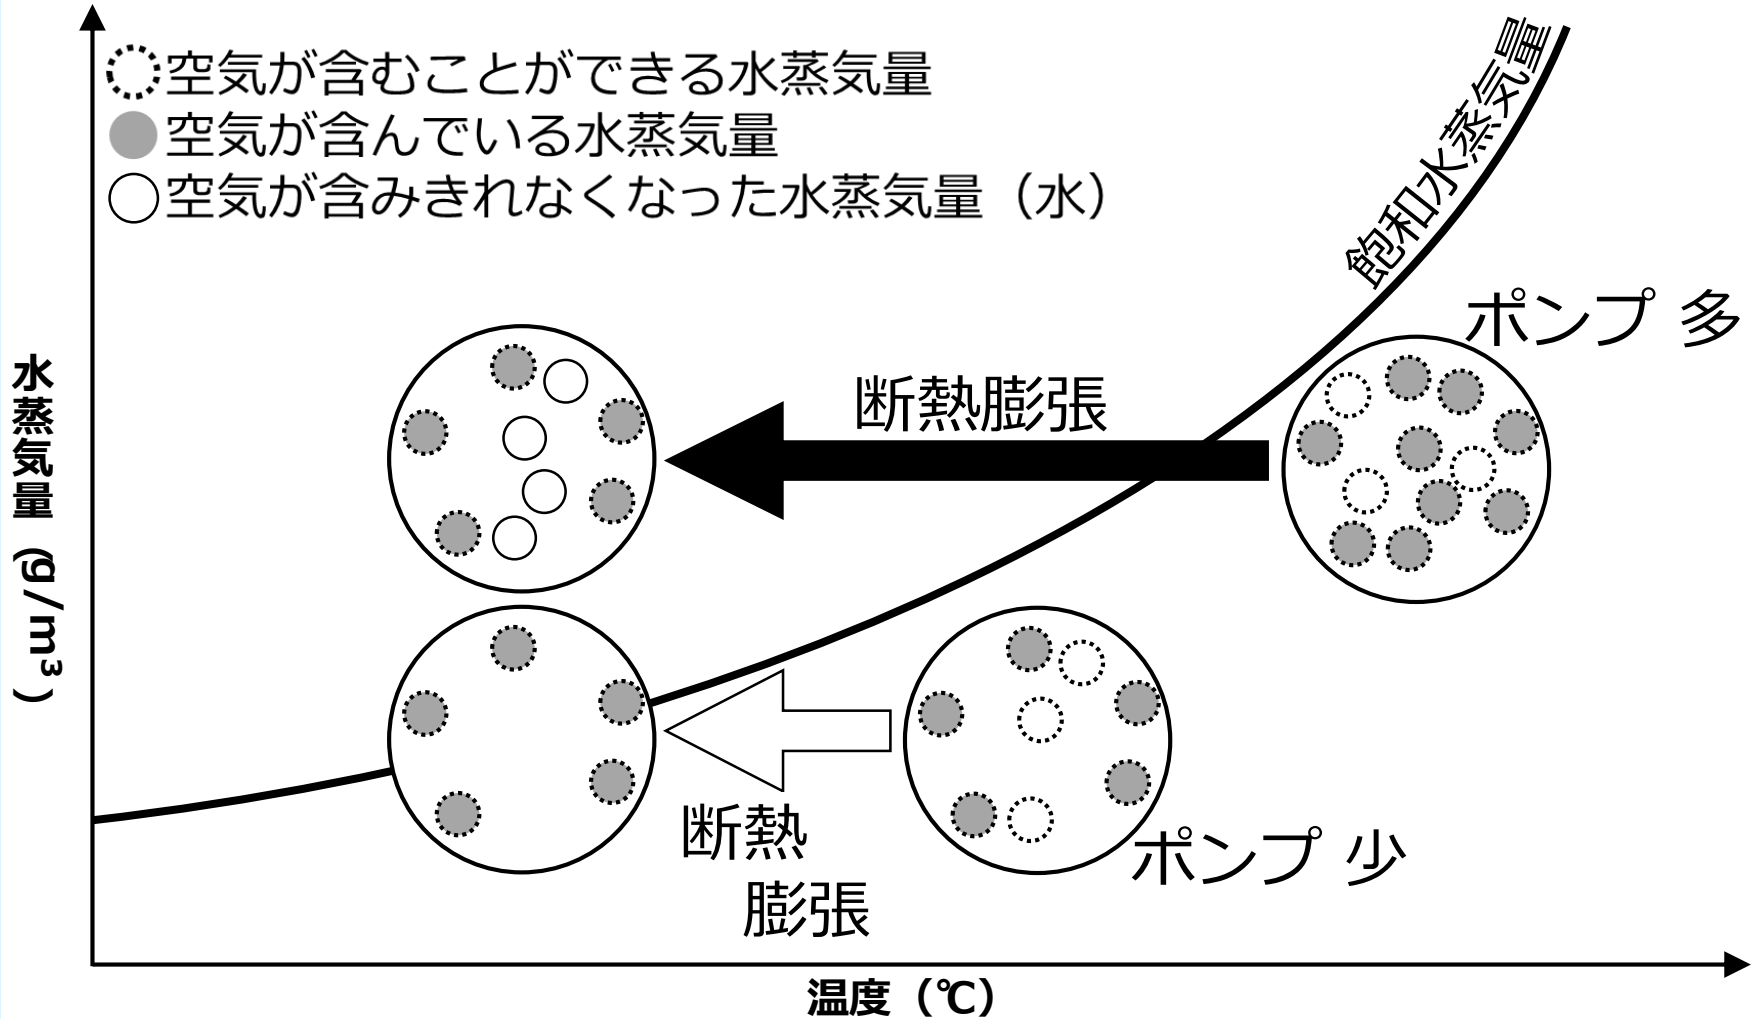 空気が含むことができる水蒸気量
空気が含んでいる水蒸気量
空気が含みきれなくなった水蒸気量（水）
飽和水蒸気量
ポンプ 多
断熱膨張
水蒸気量（g/m³）
断熱
膨張
ポンプ 少
温度（℃）